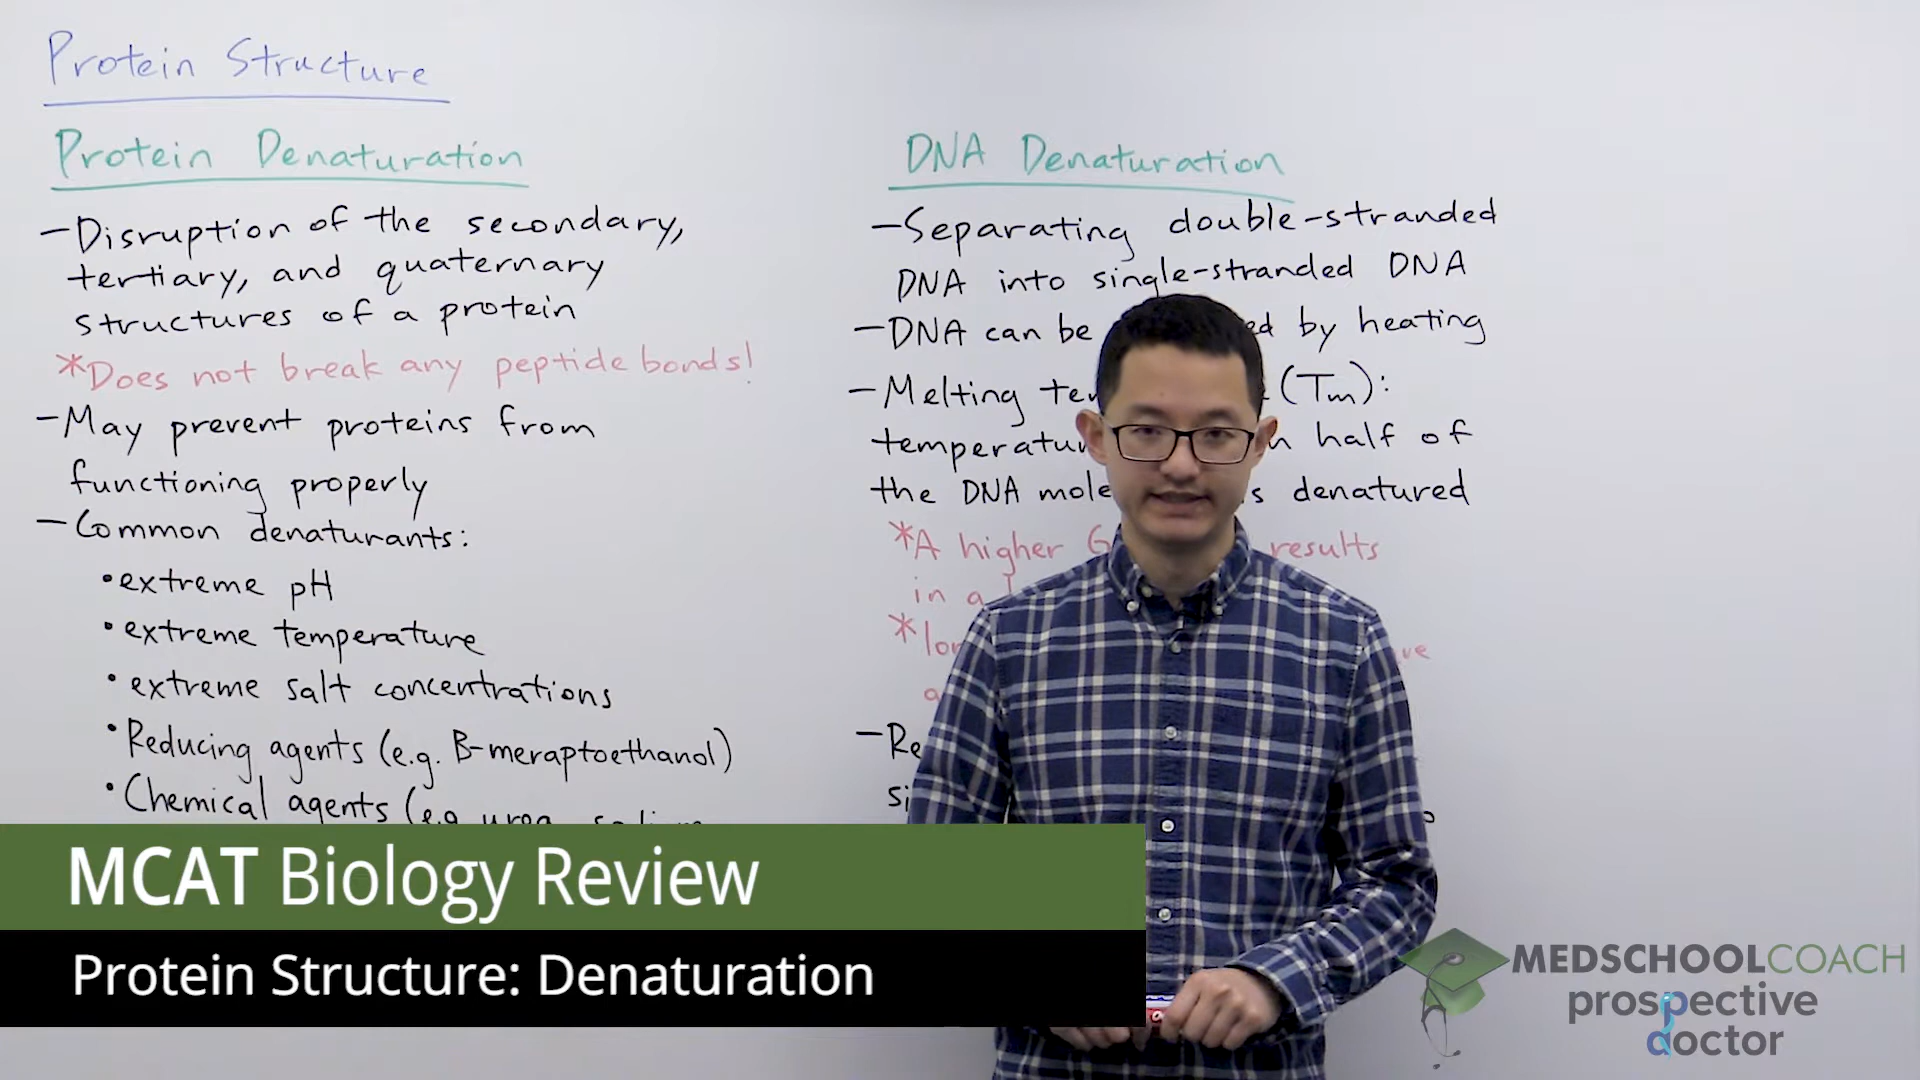 Protein Structure
Protein Denaturation
-Disruption of the secondary,
tertiary, and quaternary
structures of a protein
*Does not break any peptide bonds!
-May prevent proteins from
functioning properly
-Common denaturants:
•extreme pH
•extreme temperature
•extreme salt concentrations
•Reducing agents (e.g. B-meraptoethanol)
•Chemical agents (e.g urea,
DNA Denaturation
-Separating double-stranded
DNA into single-stranded DNA
-DNA can be by heating
-Melting (Tm):
half of
the DNA denatured
*A higher results
in a
*
MCAT Biology Review
Protein Structure: Denaturation
MEDSCHOOLCOACH
prospective
doctor